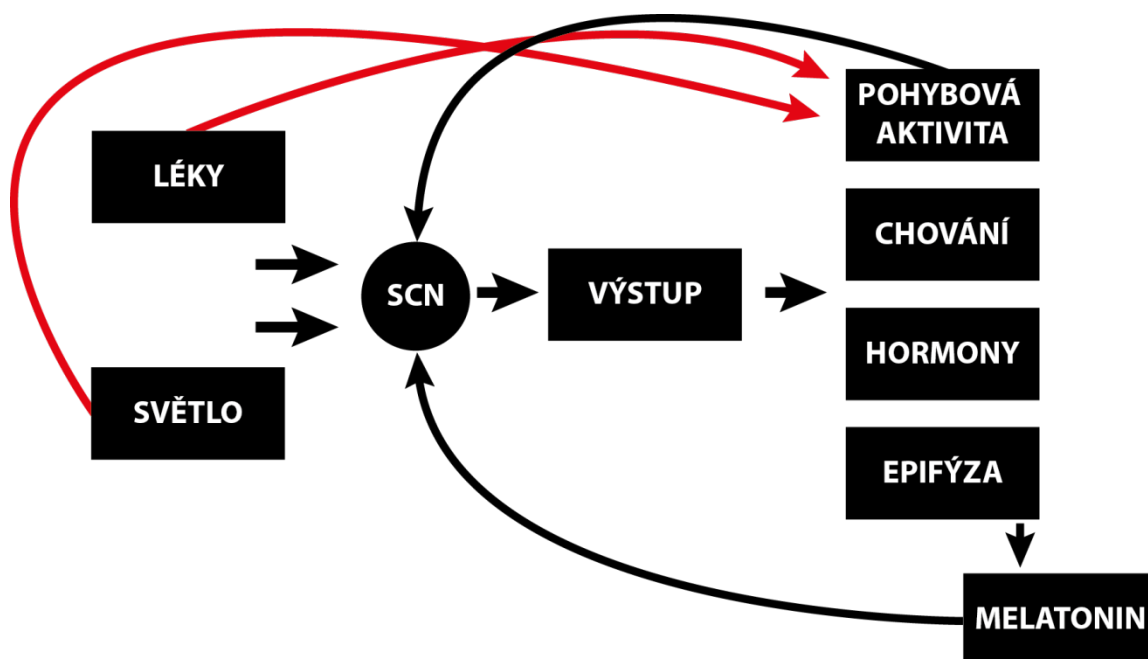 POHYBOVÁ
AKTIVITA
LÉKY
CHOVÁNÍ
SCN
VÝSTUP
HORMONY
SVĚTLO
EPIFÝZA
MELATONIN